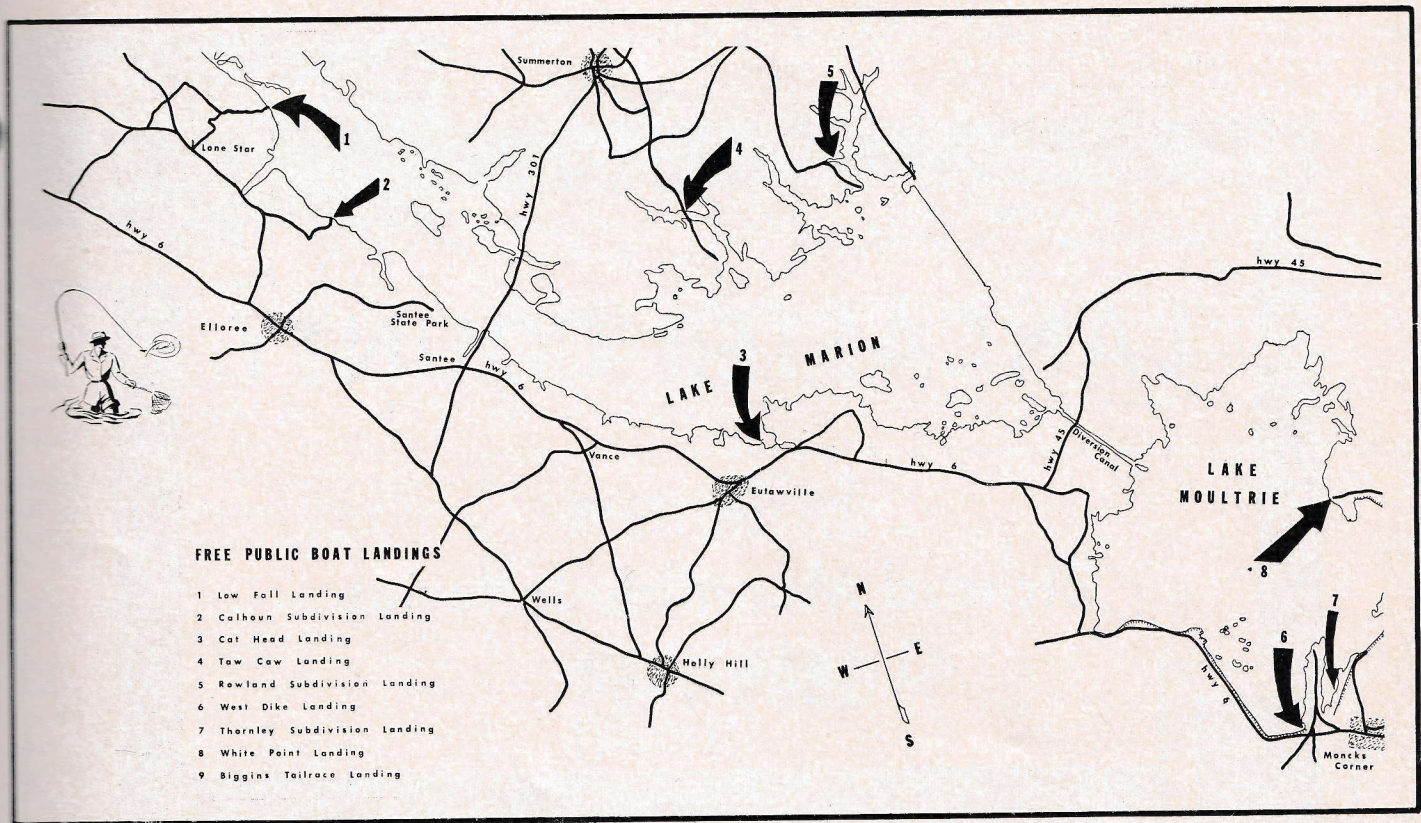 Summerton
5
1
Lone Star
4
2
hwy 301
hwy 6
hwy 45
Elloree
Santee
State Park
Santee
hwy 6
3
LAKE MARION
Vance
hwy 45
Diversion
Canal
hwy 6
LAKE
MOULTRIE
Eutawville
8
FREE PUBLIC BOAT LANDINGS
1 Low Fall Landing
2 Calhoun Subdivision Landing
3 Cat Head Landing
4 Taw Caw Landing
5 Rowland Subdivision Landing
6 West Dike Landing
7 Thornley Subdivision Landing
8 White Point Landing
9 Biggins Tailrace Landing
Wells
Holly Hill
N
W E
S
7
6
hwy 6
Moncks
Corner